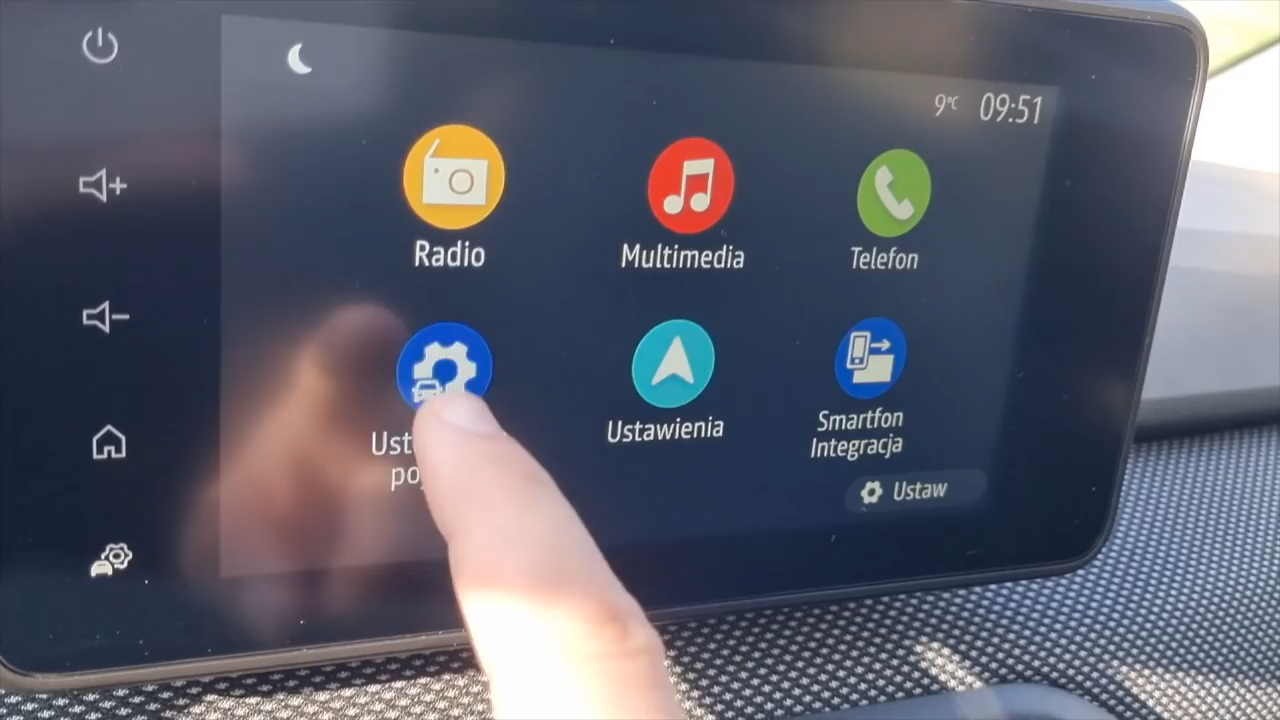 9°C 09:51
Radio
Multimedia
Telefon
Ustawienia
Smartfon
Integracja
Ustaw